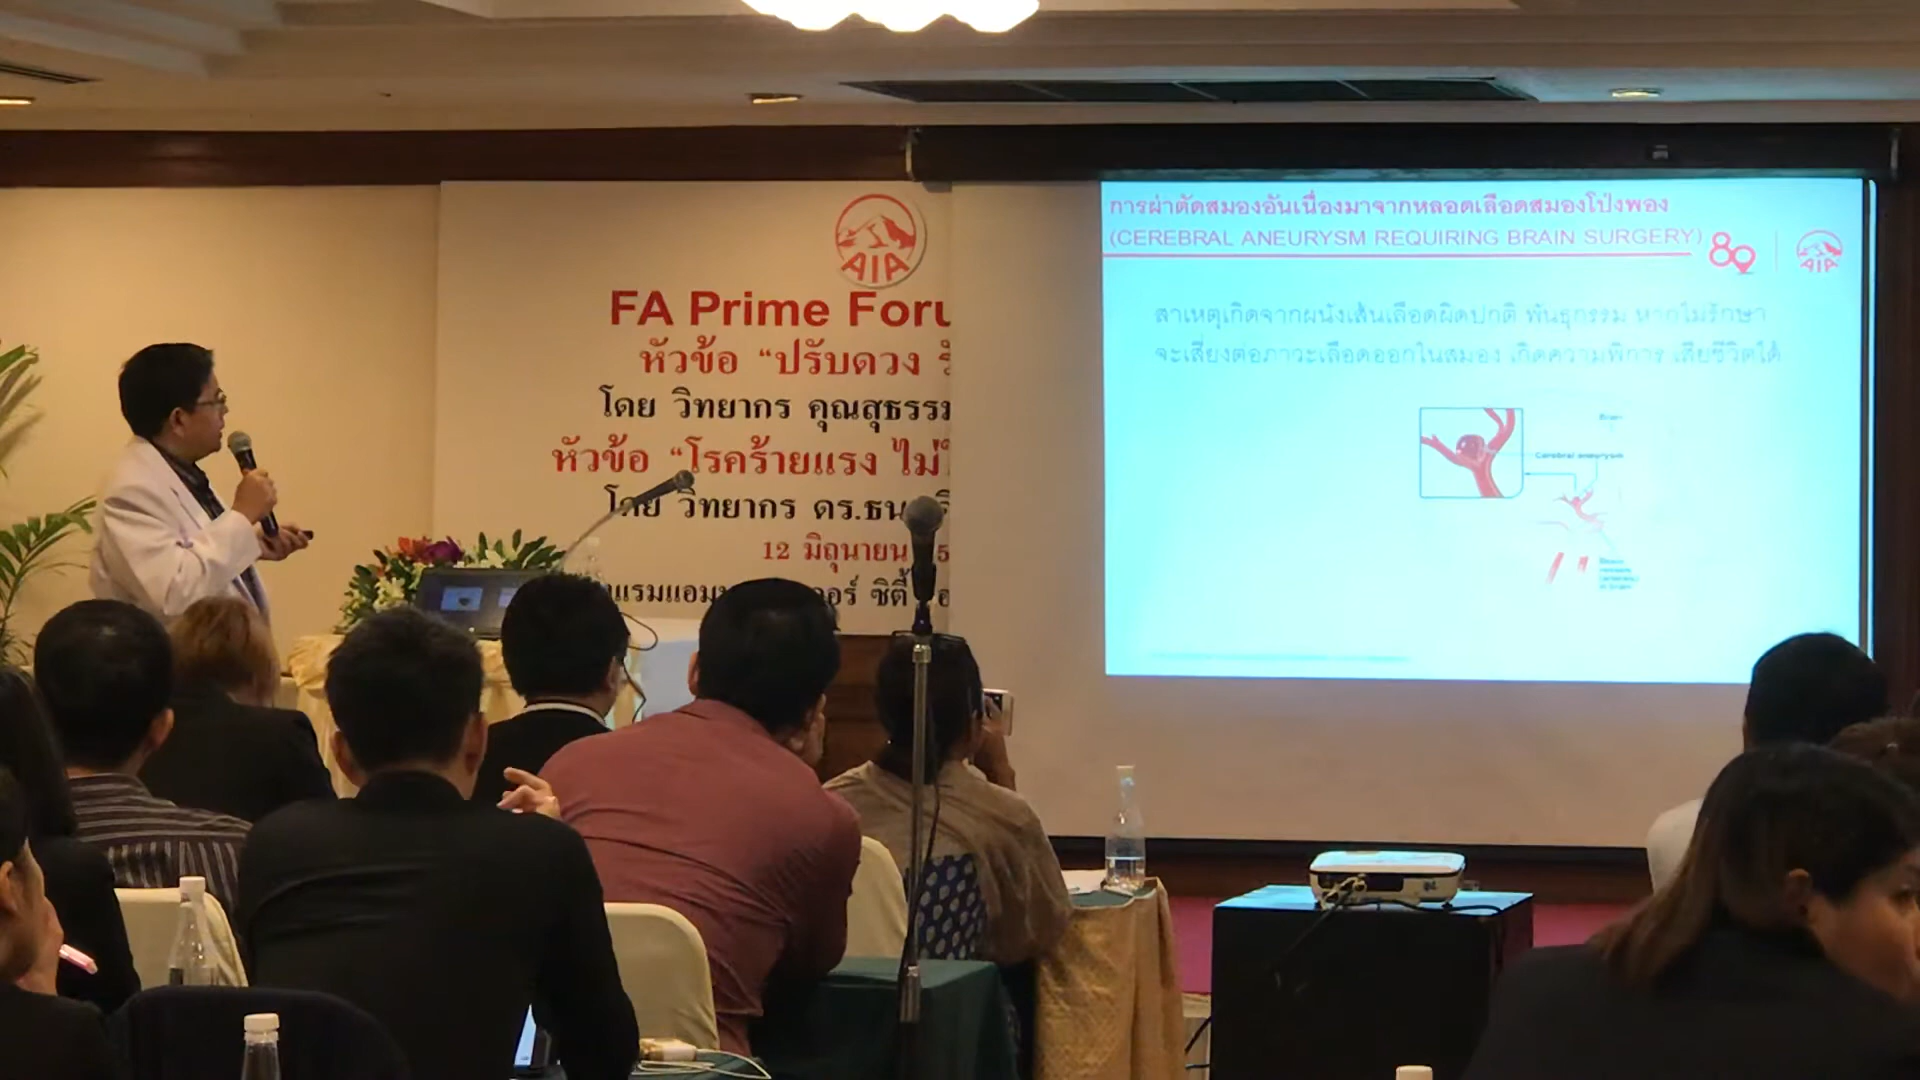 AIA
FA Prime Foru
หัวข้อ “ปรับดวง
โดย วิทยากร คุณสุธรรม
หัวข้อ “โรคร้ายแรง ไม่
โดย วิทยากร ดร.ธน
12 มิถุนายน
ซิตี้
การผ่าตัดสมองอันเนื่องมาจากหลอดเลือดสมองโป่งพอง
(CEREBRAL ANEURYSM REQUIRING BRAIN SURGERY)
80
AIA
สาเหตุเกิดจากผนังเส้นเลือดผิดปกติ พันธุกรรม หากไม่รักษา
จะเสี่ยงต่อภาวะเลือดออกในสมอง เกิดความพิการ เสียชีวิตได้
Brain
Cerebral aneurysm